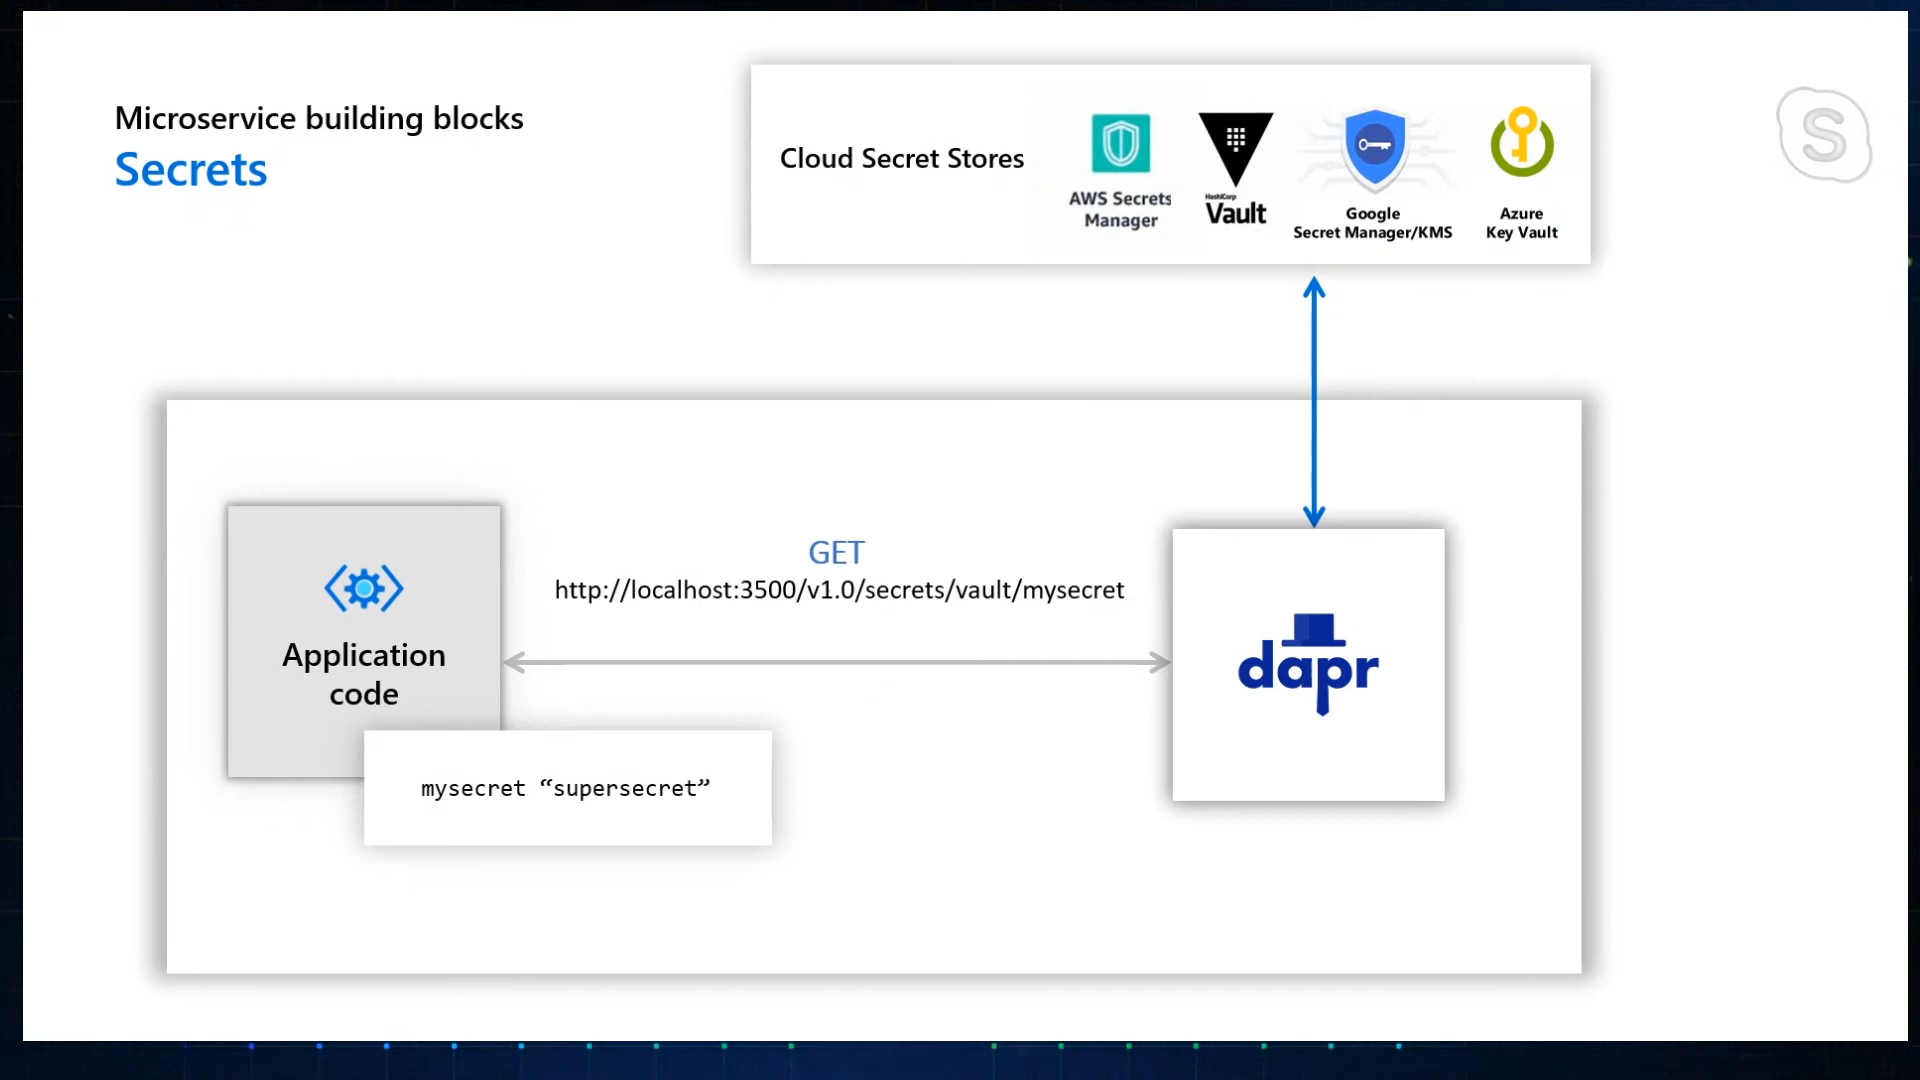 Microservice building blocks
Secrets
Cloud Secret Stores
AWS Secrets
Manager
HashiCorp
Vault
Google
Secret Manager/KMS
Azure
Key Vault
S
GET
http://localhost:3500/v1.0/secrets/vault/mysecret
Application
code
dapr
mysecret “supersecret”